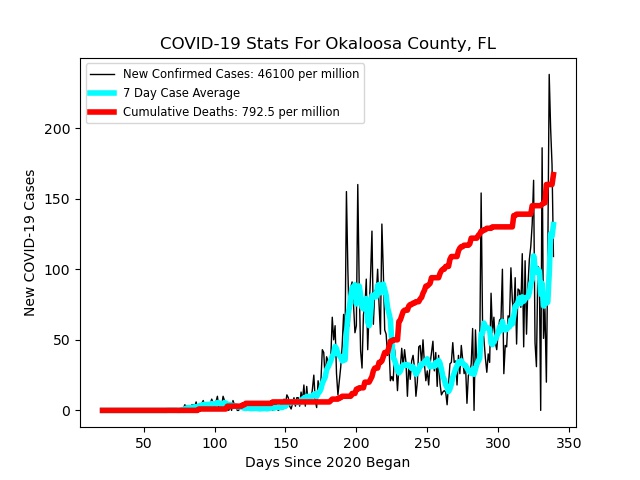 COVID-19 Stats For Okaloosa County, FL
New Confirmed Cases: 46100 per million
7 Day Case Average
Cumulative Deaths: 792.5 per million
New COVID-19 Cases
200
150
100
50
0
50 100 150 200 250 300 350
Days Since 2020 Began